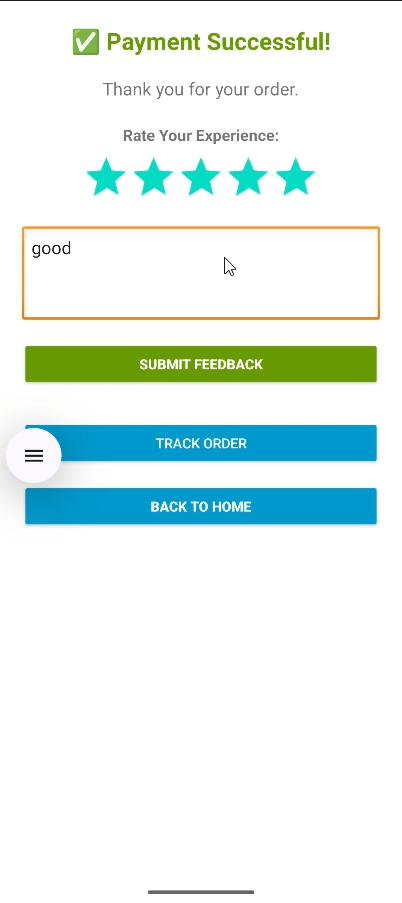 ✅ Payment Successful!
Thank you for your order.
Rate Your Experience:
good
SUBMIT FEEDBACK
TRACK ORDER
BACK TO HOME